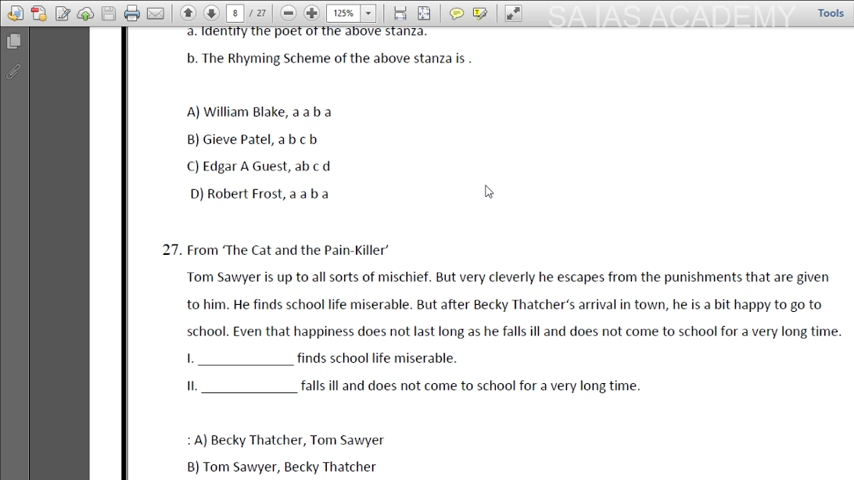 8 / 27
125%
SA IAS ACADEMY
Tools
a. Identify the poet of the above stanza.
b. The Rhyming Scheme of the above stanza is .
A) William Blake, a a b a
B) Gieve Patel, a b c b
C) Edgar A Guest, ab c d
D) Robert Frost, a a b a
27. From ‘The Cat and the Pain-Killer’
Tom Sawyer is up to all sorts of mischief. But very cleverly he escapes from the punishments that are given
to him. He finds school life miserable. But after Becky Thatcher‘s arrival in town, he is a bit happy to go to
school. Even that happiness does not last long as he falls ill and does not come to school for a very long time.
I. ______________ finds school life miserable.
II. ______________ falls ill and does not come to school for a very long time.
: A) Becky Thatcher, Tom Sawyer
B) Tom Sawyer, Becky Thatcher